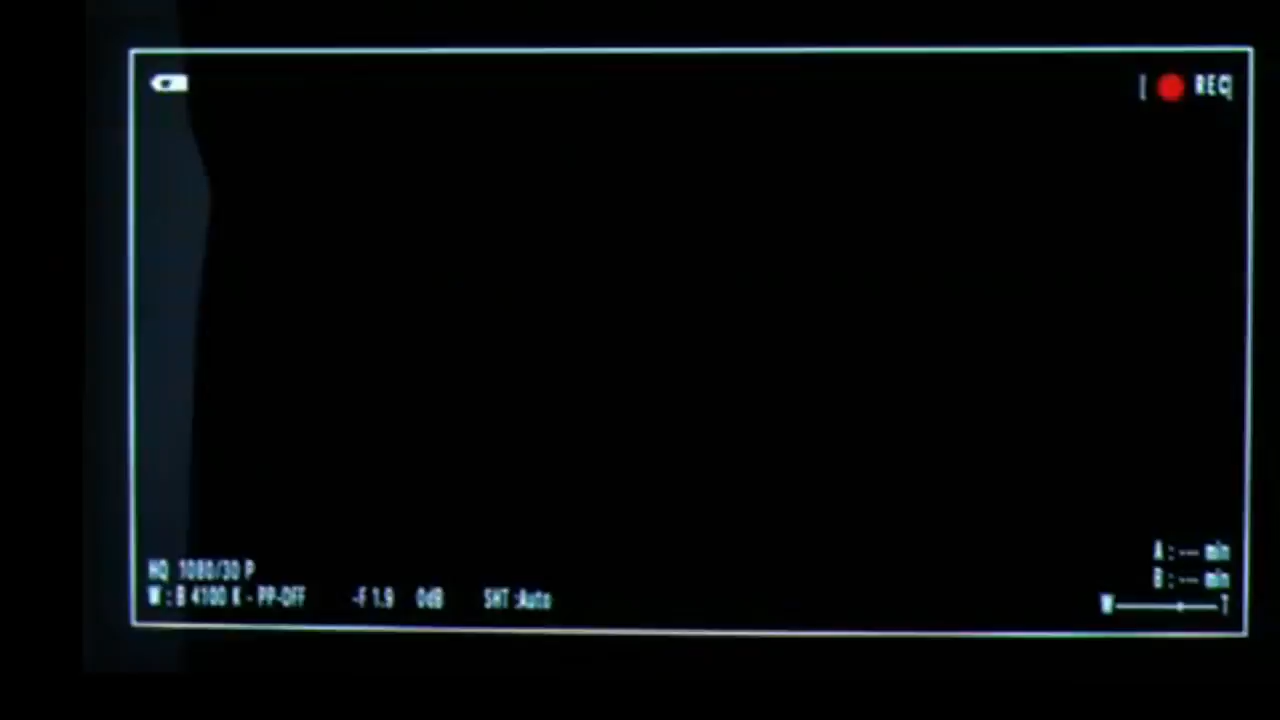 REC
HQ 1080/30 P
W : B 4100 K - PP-OFF -F 1.9 0dB SHT :Auto
A : --- min
B : --- min
W T